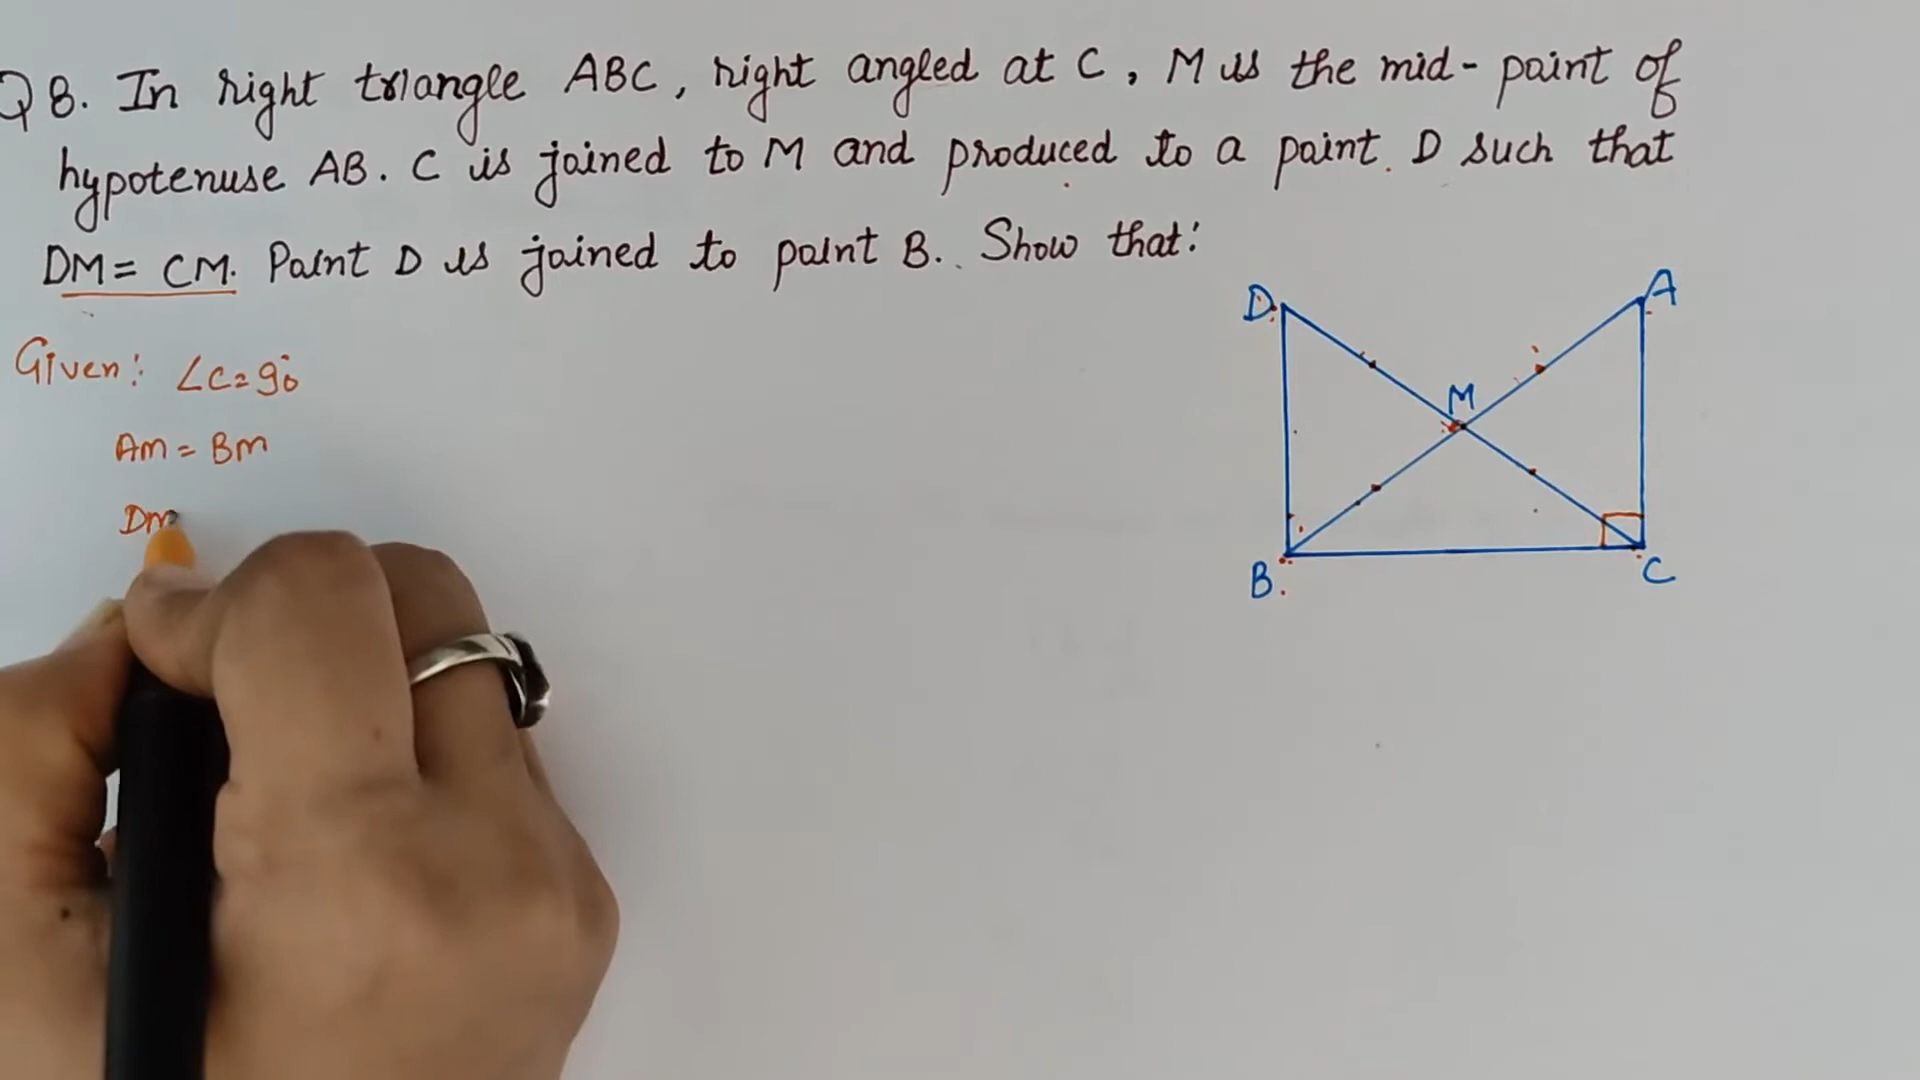 Q8. In right triangle ABC, right angled at C, M is the mid-point of
hypotenuse AB. C is joined to M and produced to a point D such that
DM = CM. Point D is joined to point B. Show that:
Given: ∠C=90°
AM = BM
DM
D
A
M
B.
C